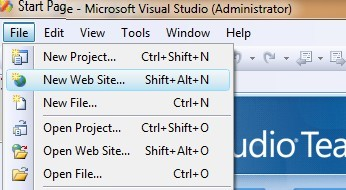 Start Page - Microsoft Visual Studio (Administrator)
File Edit View Tools Window Help
New Project... Ctrl+Shift+N
New Web Site... Shift+Alt+N
New File... Ctrl+N
Open Project... Ctrl+Shift+O
Open Web Site... Shift+Alt+O
Open File... Ctrl+O
udio Tea